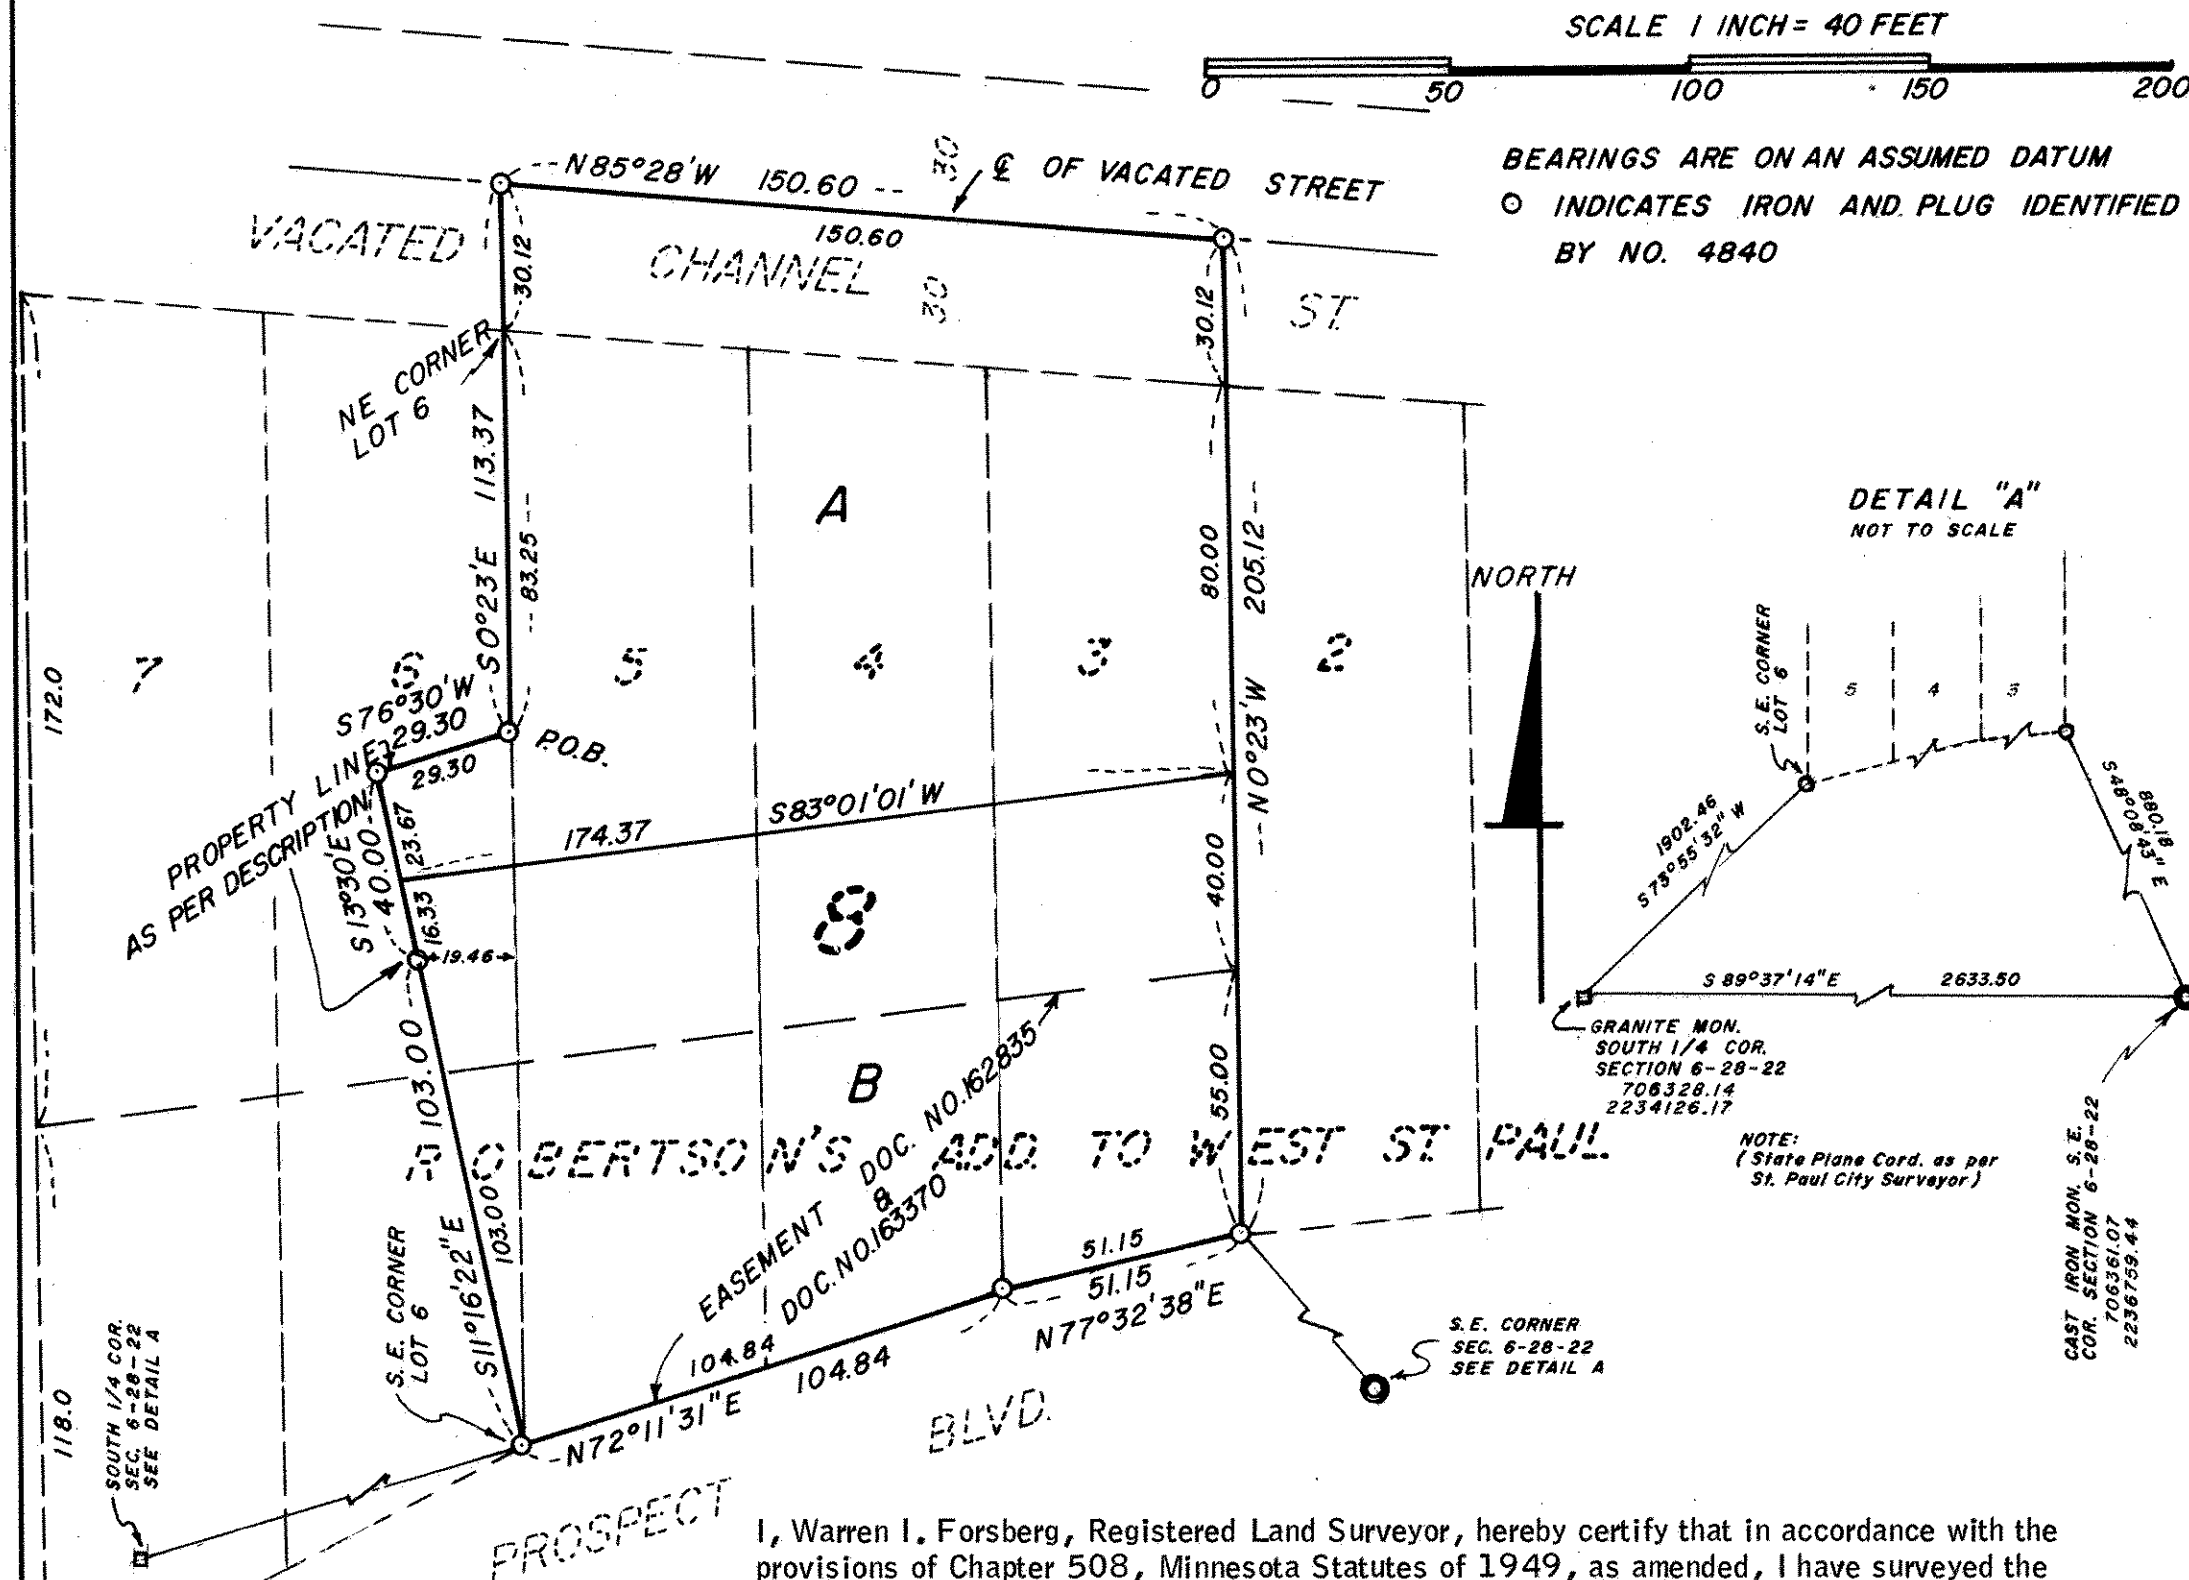 SCALE 1 INCH = 40 FEET
0 50 100 150 200
BEARINGS ARE ON AN ASSUMED DATUM
INDICATES IRON AND PLUG IDENTIFIED
BY NO. 4840
N85°28'W 150.60
30
℄ OF VACATED STREET
150.60
VACATED CHANNEL ST.
30
30.12
30.12
NE CORNER
LOT 6
S0°23'E 113.37
83.25
A
80.00
205.12
N0°23'W
NORTH
7
6
5
4
3
2
172.0
S76°30'W
29.30
29.30
P.O.B.
PROPERTY LINE
AS PER DESCRIPTION
S83°01'01'W
174.37
S13°30'E
40.00
23.67
16.33
19.46
8
40.00
103.00
B
55.00
ROBERTSON'S ADD. TO WEST ST. PAUL
103.00
S11°16'22"E
EASEMENT DOC. NO.162835
&
DOC. NO.163370
S.E. CORNER
LOT 6
51.15
51.15
N77°32'38"E
104.84
104.84
N72°11'31"E
118.0
SOUTH 1/4 COR.
SEC. 6-28-22
SEE DETAIL A
S.E. CORNER
SEC. 6-28-22
SEE DETAIL A
PROSPECT BLVD.
DETAIL "A"
NOT TO SCALE
S.E. CORNER
LOT 6
5
4
3
1902.46
S73°55'32"W
880.18
S48°08'43"E
S89°37'14"E 2633.50
GRANITE MON.
SOUTH 1/4 COR.
SECTION 6-28-22
706328.14
2234126.17
NOTE:
(State Plane Cord. as per
St. Paul City Surveyor)
CAST IRON MON. S.E.
COR. SECTION 6-28-22
706361.07
2236759.44
I, Warren I. Forsberg, Registered Land Surveyor, hereby certify that in accordance with the
provisions of Chapter 508, Minnesota Statutes of 1949, as amended, I have surveyed the